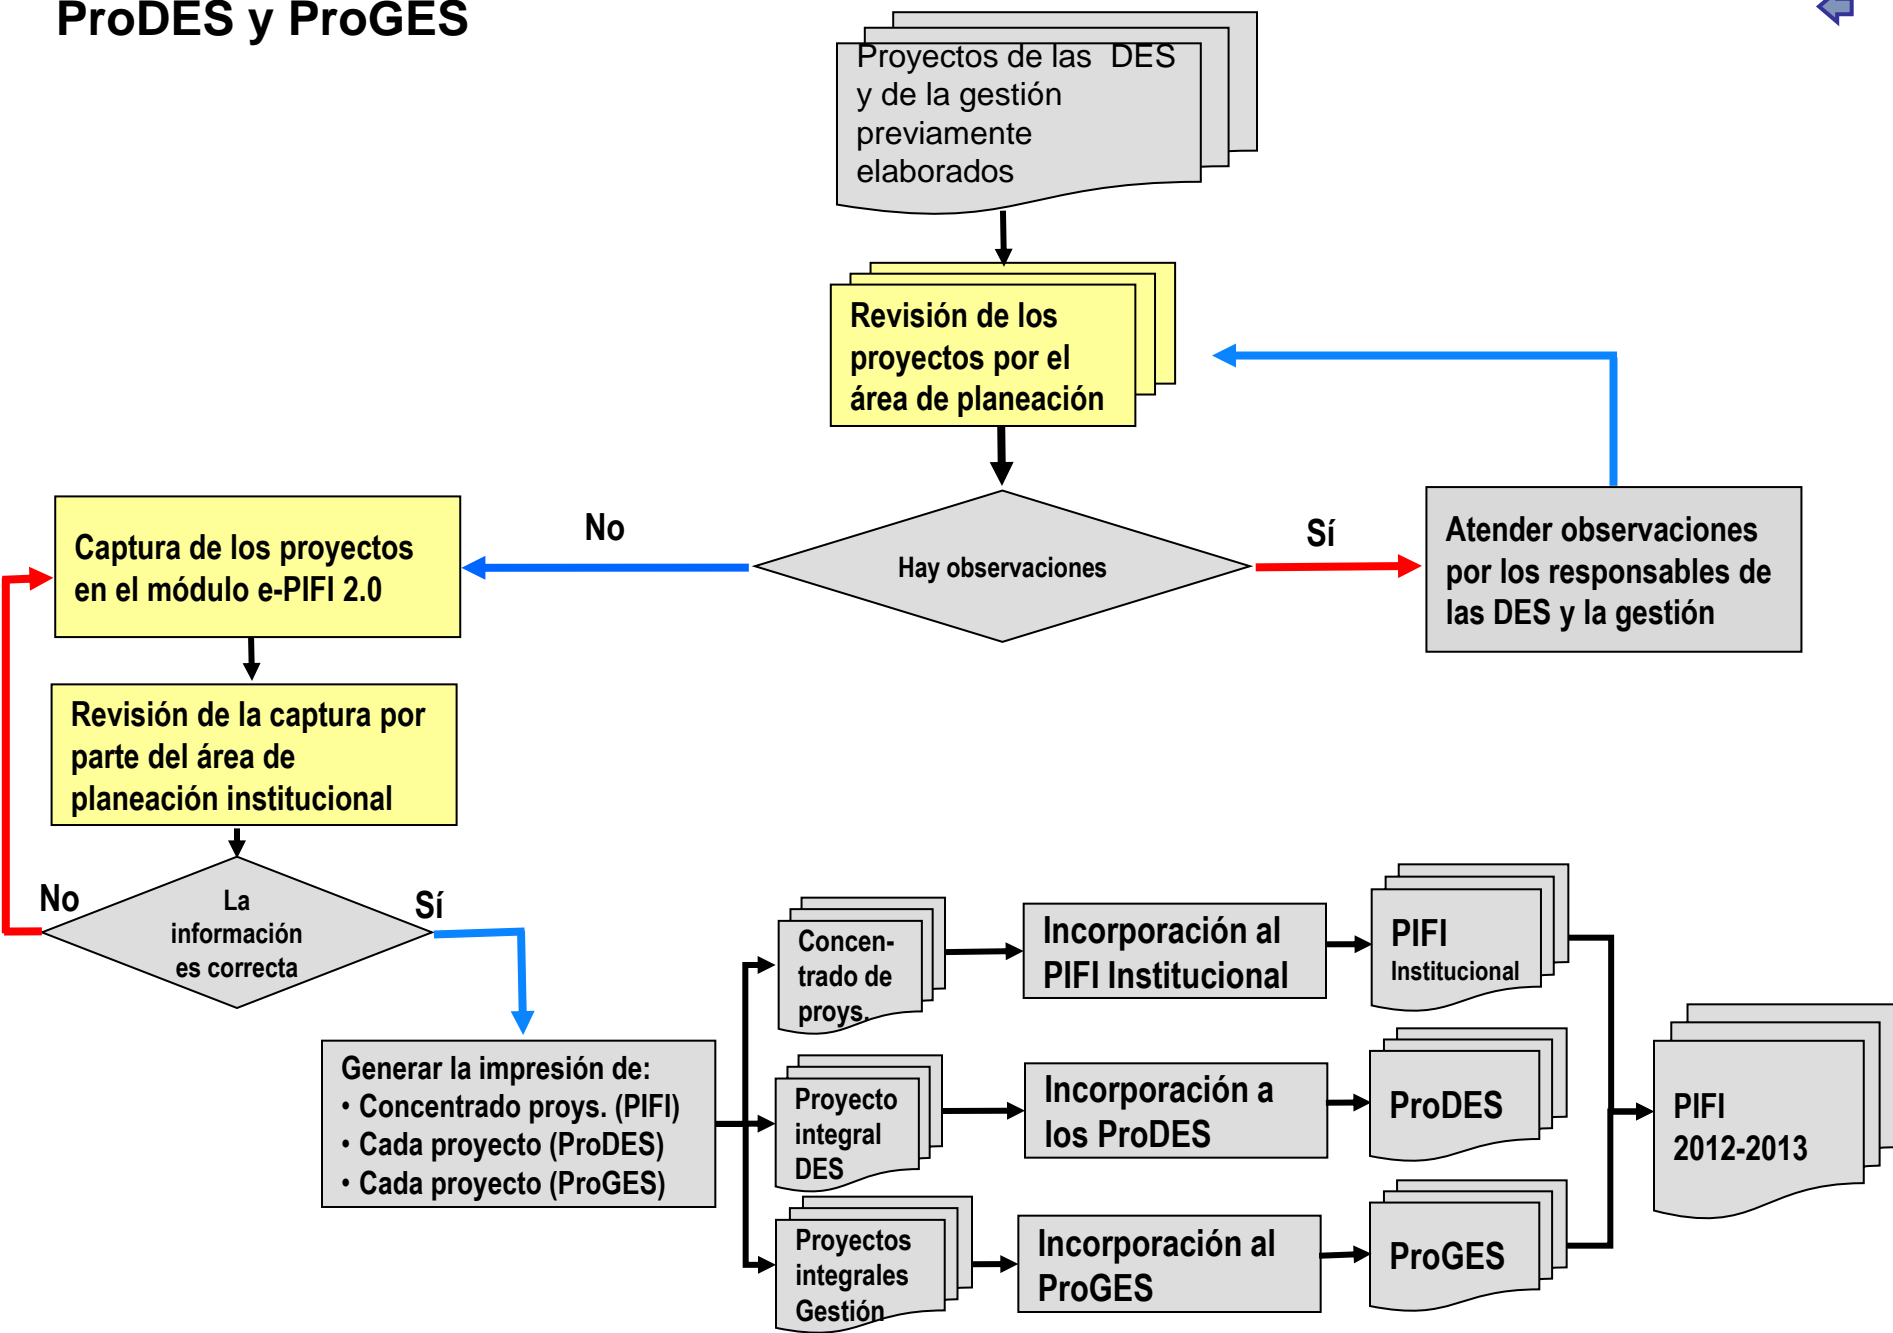 ProDES y ProGES
Proyectos de las DES
y de la gestión
previamente
elaborados
Revisión de los
proyectos por el
área de planeación
No
Hay observaciones
Sí
Atender observaciones
por los responsables de
las DES y la gestión
Captura de los proyectos
en el módulo e-PIFI 2.0
Revisión de la captura por
parte del área de
planeación institucional
No
La
información
es correcta
Sí
Generar la impresión de:
• Concentrado proys. (PIFI)
• Cada proyecto (ProDES)
• Cada proyecto (ProGES)
Concen-
trado de
proys.
Incorporación al
PIFI Institucional
PIFI
Institucional
Proyecto
integral
DES
Incorporación a
los ProDES
ProDES
Proyectos
integrales
Gestión
Incorporación al
ProGES
ProGES
PIFI
2012-2013